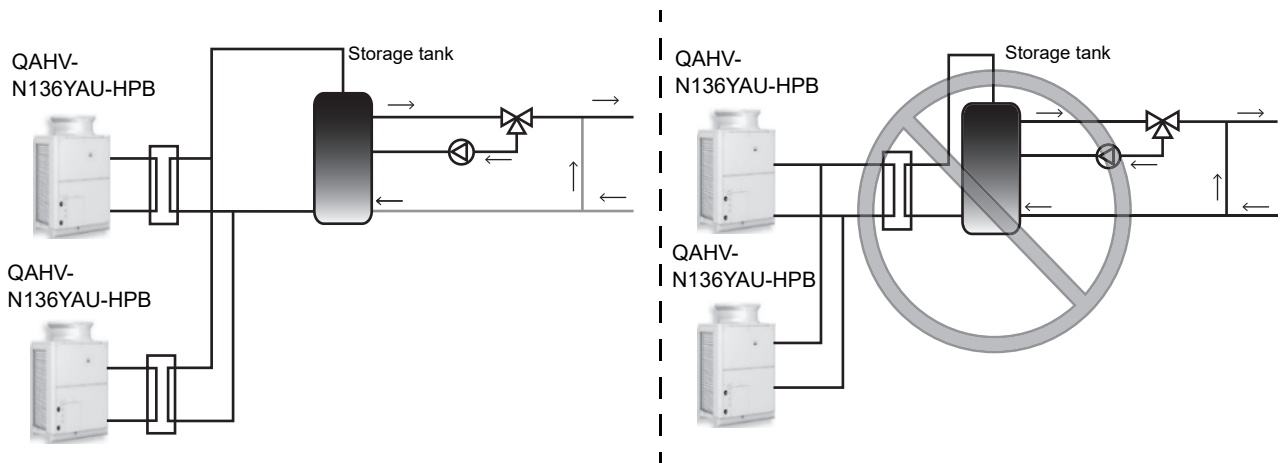 QAHV-
N136YAU-HPB
Storage tank
QAHV-
N136YAU-HPB
QAHV-
N136YAU-HPB
Storage tank
QAHV-
N136YAU-HPB